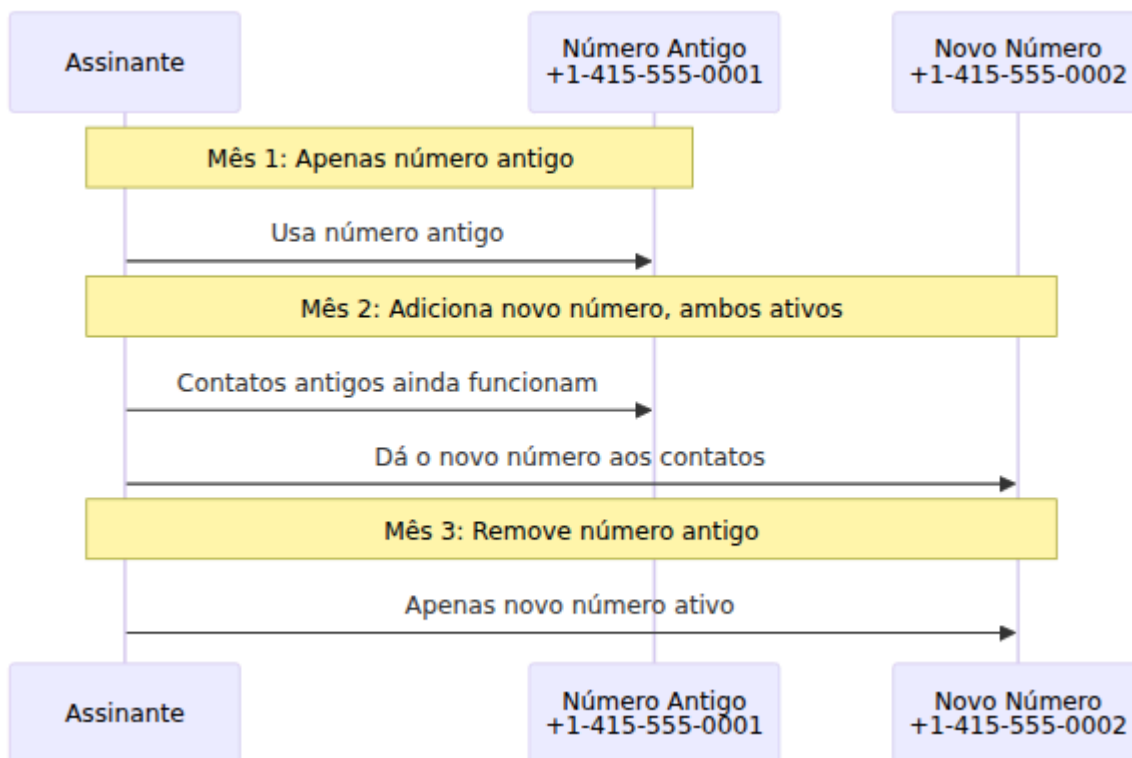 Assinante
Número Antigo
+1-415-555-0001
Novo Número
+1-415-555-0002
Mês 1: Apenas número antigo
Usa número antigo
Mês 2: Adiciona novo número, ambos ativos
Contatos antigos ainda funcionam
Dá o novo número aos contatos
Mês 3: Remove número antigo
Apenas novo número ativo
Assinante
Número Antigo
+1-415-555-0001
Novo Número
+1-415-555-0002